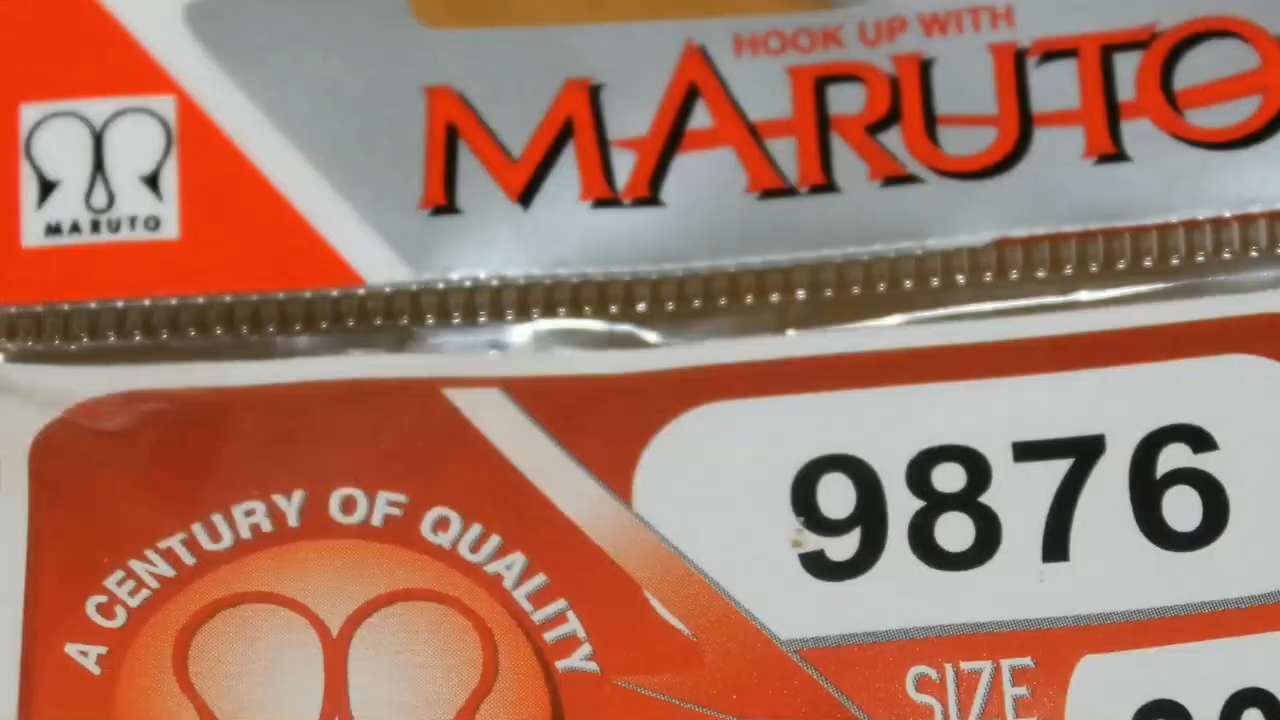 HOOK UP WITH
MARUTO
MARUTO
9876
A CENTURY OF QUALITY
SIZE